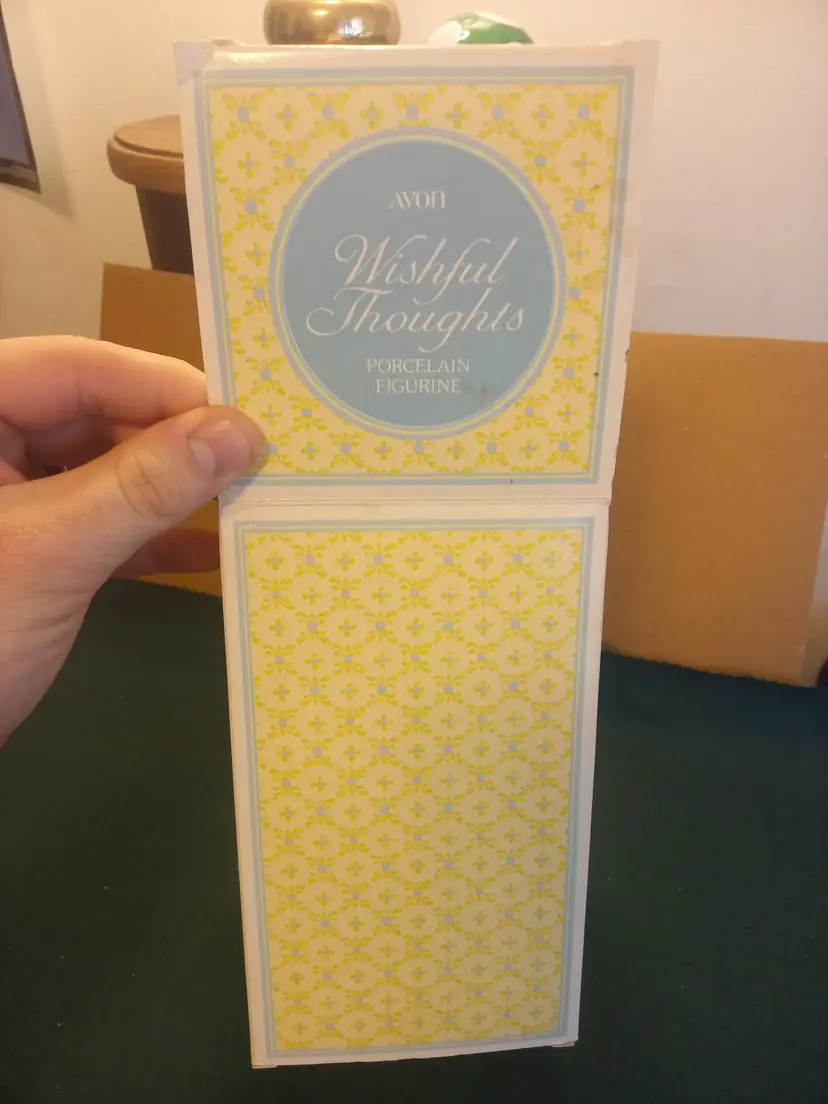 AVON
Wishful
Thoughts
PORCELAIN
FIGURINE